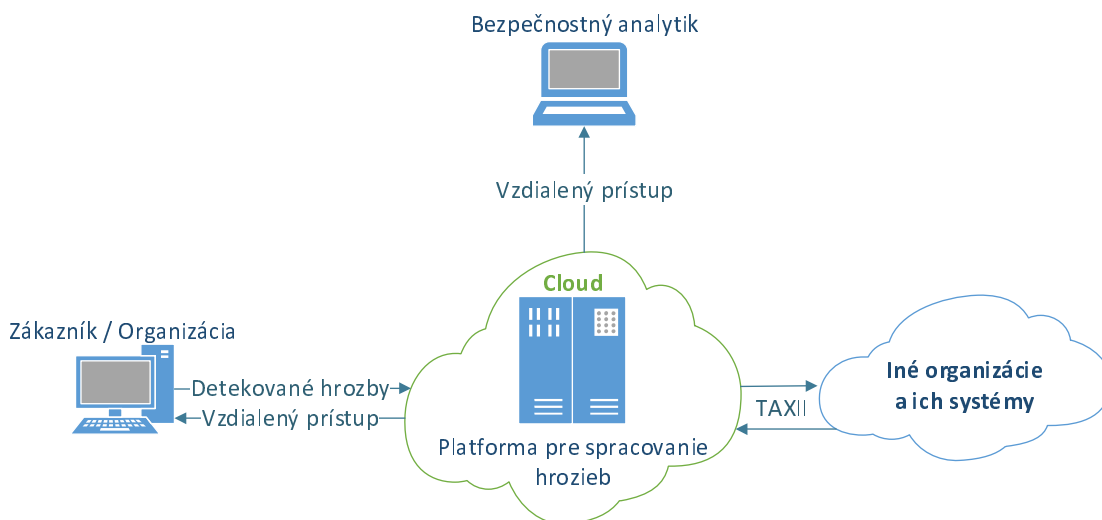 Bezpečnostný analytik
Vzdialený prístup
Cloud
Zákazník / Organizácia
Detekované hrozby
Vzdialený prístup
Platforma pre spracovanie
hrozieb
TAXII
Iné organizácie
a ich systémy